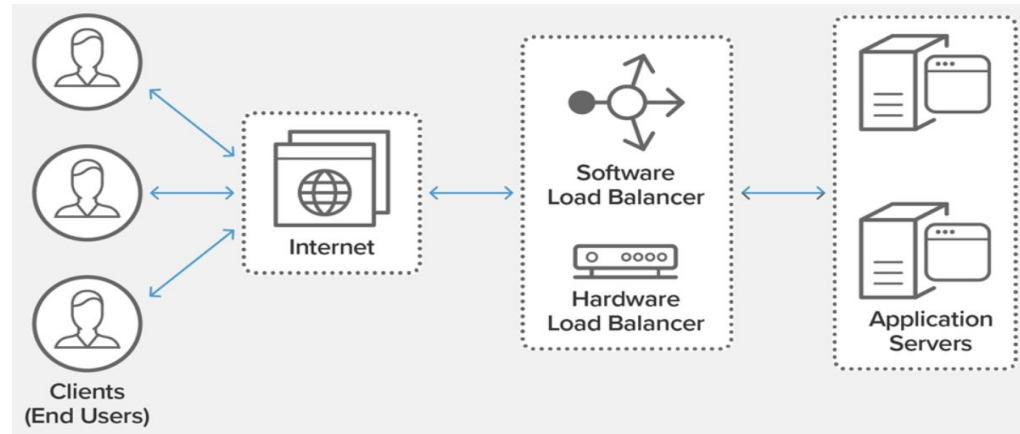 Clients
(End Users)
Internet
Software
Load Balancer
Hardware
Load Balancer
Application
Servers